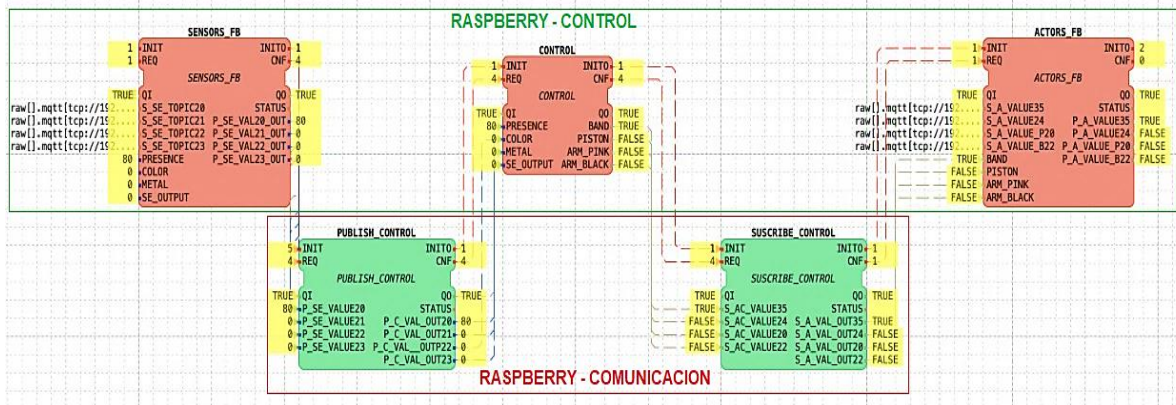 RASPBERRY - CONTROL
SENSORS_FB
1 INIT INITO 1
1 REQ CNF 4
SENSORS_FB
TRUE QI QO TRUE
raw[].mqtt[tcp://192.... S_SE_TOPIC20 STATUS
raw[].mqtt[tcp://192.... S_SE_TOPIC21 P_SE_VAL20_OUT 80
raw[].mqtt[tcp://192.... S_SE_TOPIC22 P_SE_VAL21_OUT 0
raw[].mqtt[tcp://192.... S_SE_TOPIC23 P_SE_VAL22_OUT 0
80 PRESENCE P_SE_VAL23_OUT 0
0 COLOR
0 METAL
0 SE_OUTPUT
CONTROL
1 INIT INITO 1
4 REQ CNF 4
CONTROL
TRUE QI QO TRUE
80 PRESENCE BAND TRUE
0 COLOR PISTON FALSE
0 METAL ARM_PINK FALSE
0 SE_OUTPUT ARM_BLACK FALSE
ACTORS_FB
1 INIT INITO 2
1 REQ CNF 0
ACTORS_FB
TRUE QI QO TRUE
raw[].mqtt[tcp://192.... S_A_VALUE35 STATUS
raw[].mqtt[tcp://192.... S_A_VALUE24 P_A_VALUE35 TRUE
raw[].mqtt[tcp://192.... S_A_VALUE_P20 P_A_VALUE24 FALSE
raw[].mqtt[tcp://192.... S_A_VALUE_B22 P_A_VALUE_P20 FALSE
TRUE BAND P_A_VALUE_B22 FALSE
FALSE PISTON
FALSE ARM_PINK
FALSE ARM_BLACK
PUBLISH_CONTROL
5 INIT INITO 1
4 REQ CNF 4
PUBLISH_CONTROL
TRUE QI QO TRUE
80 P_SE_VALUE20 STATUS
0 P_SE_VALUE21 P_C_VAL_OUT20 80
0 P_SE_VALUE22 P_C_VAL_OUT21 0
0 P_SE_VALUE23 P_C_VAL__OUTP22 0
P_C_VAL_OUT23 0
SUSCRIBE_CONTROL
1 INIT INITO 1
4 REQ CNF 1
SUSCRIBE_CONTROL
TRUE QI QO TRUE
TRUE S_AC_VALUE35 STATUS
FALSE S_AC_VALUE24 S_A_VAL_OUT35 TRUE
FALSE S_AC_VALUE20 S_A_VAL_OUT24 FALSE
FALSE S_AC_VALUE22 S_A_VAL_OUT20 FALSE
S_A_VAL_OUT22 FALSE
RASPBERRY - COMUNICACION